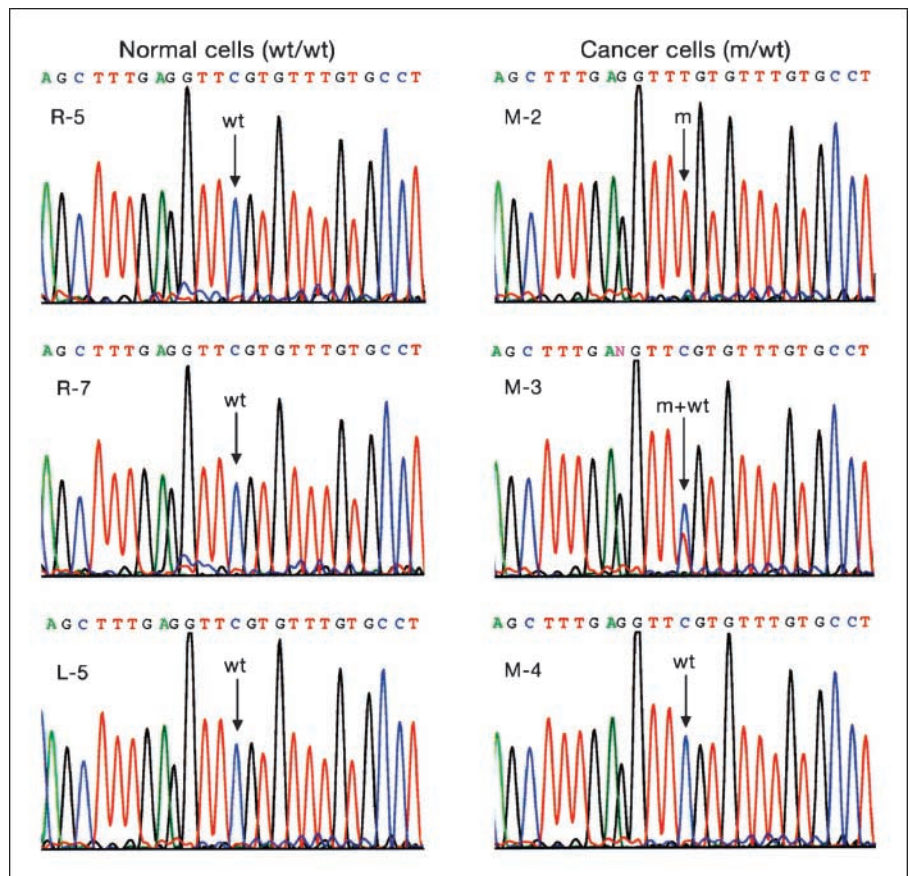 Normal cells (wt/wt)
AGCTTTGAGGTTCGTGTTTGTGCCT
R-5
wt
AGCTTTGAGGTTCGTGTTTGTGCCT
R-7
wt
AGCTTTGAGGTTCGTGTTTGTGCCT
L-5
wt
Cancer cells (m/wt)
AGCTTTGAGGTTTGTGTTTGTGCCT
M-2
m
AGCTTTGANGTTCGTGTTTGTGCCT
M-3
m+wt
AGCTTTGAGGTTCGTGTTTGTGCCT
M-4
wt